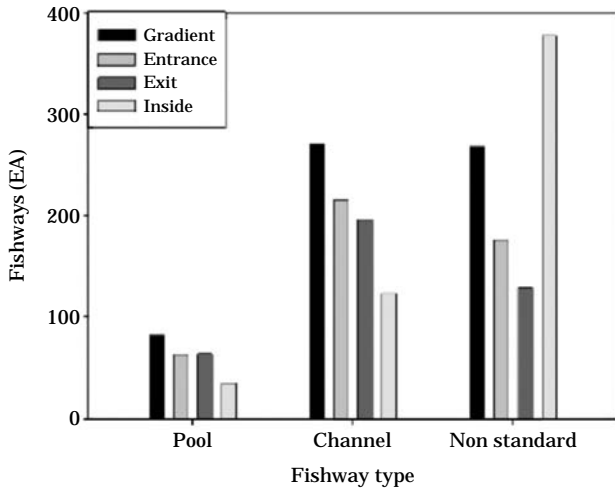 400
300
200
100
0
Fishways (EA)
Gradient
Entrance
Exit
Inside
Pool Channel Non standard
Fishway type